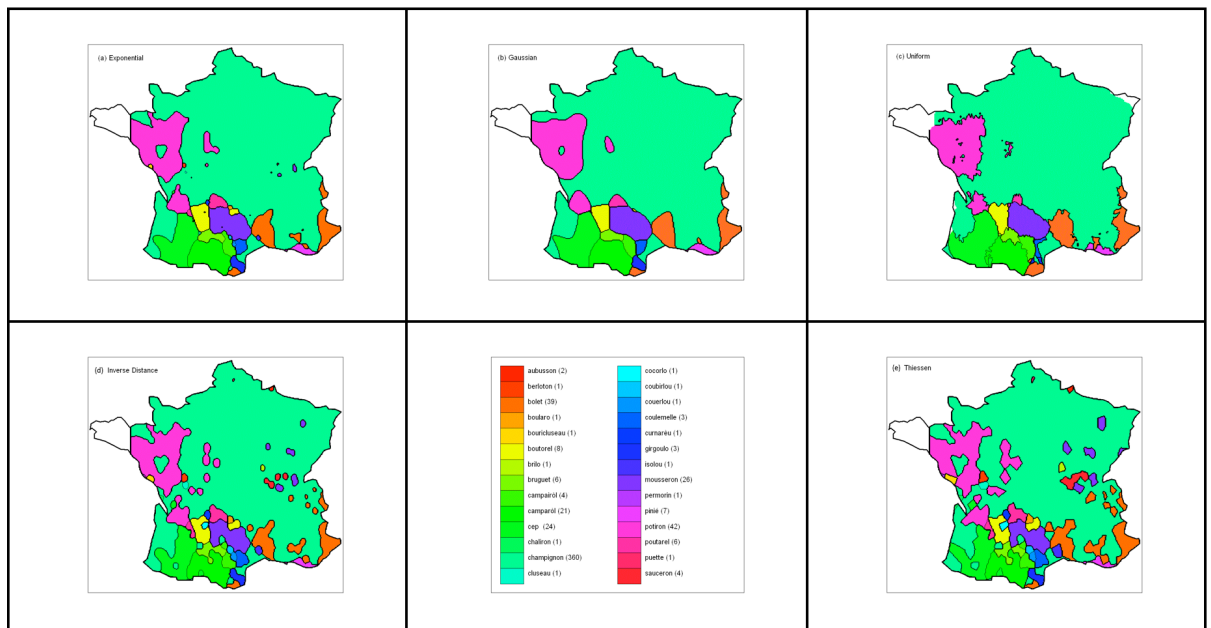 (a) Exponential
(b) Gaussian
(c) Uniform
(d) Inverse Distance
aubusson (2)
berloton (1)
bolet (39)
boularo (1)
bouricluseau (1)
boutorel (8)
brilo (1)
bruguet (6)
campairòl (4)
camparòl (21)
cep (24)
chaliron (1)
champignon (360)
cluseau (1)
cocorlo (1)
coubirlou (1)
couerlou (1)
coulemelle (3)
curnarèu (1)
girgoulo (3)
isolou (1)
mousseron (26)
permorin (1)
pinie (7)
potiron (42)
poutarel (6)
puette (1)
sauceron (4)
(e) Thiessen